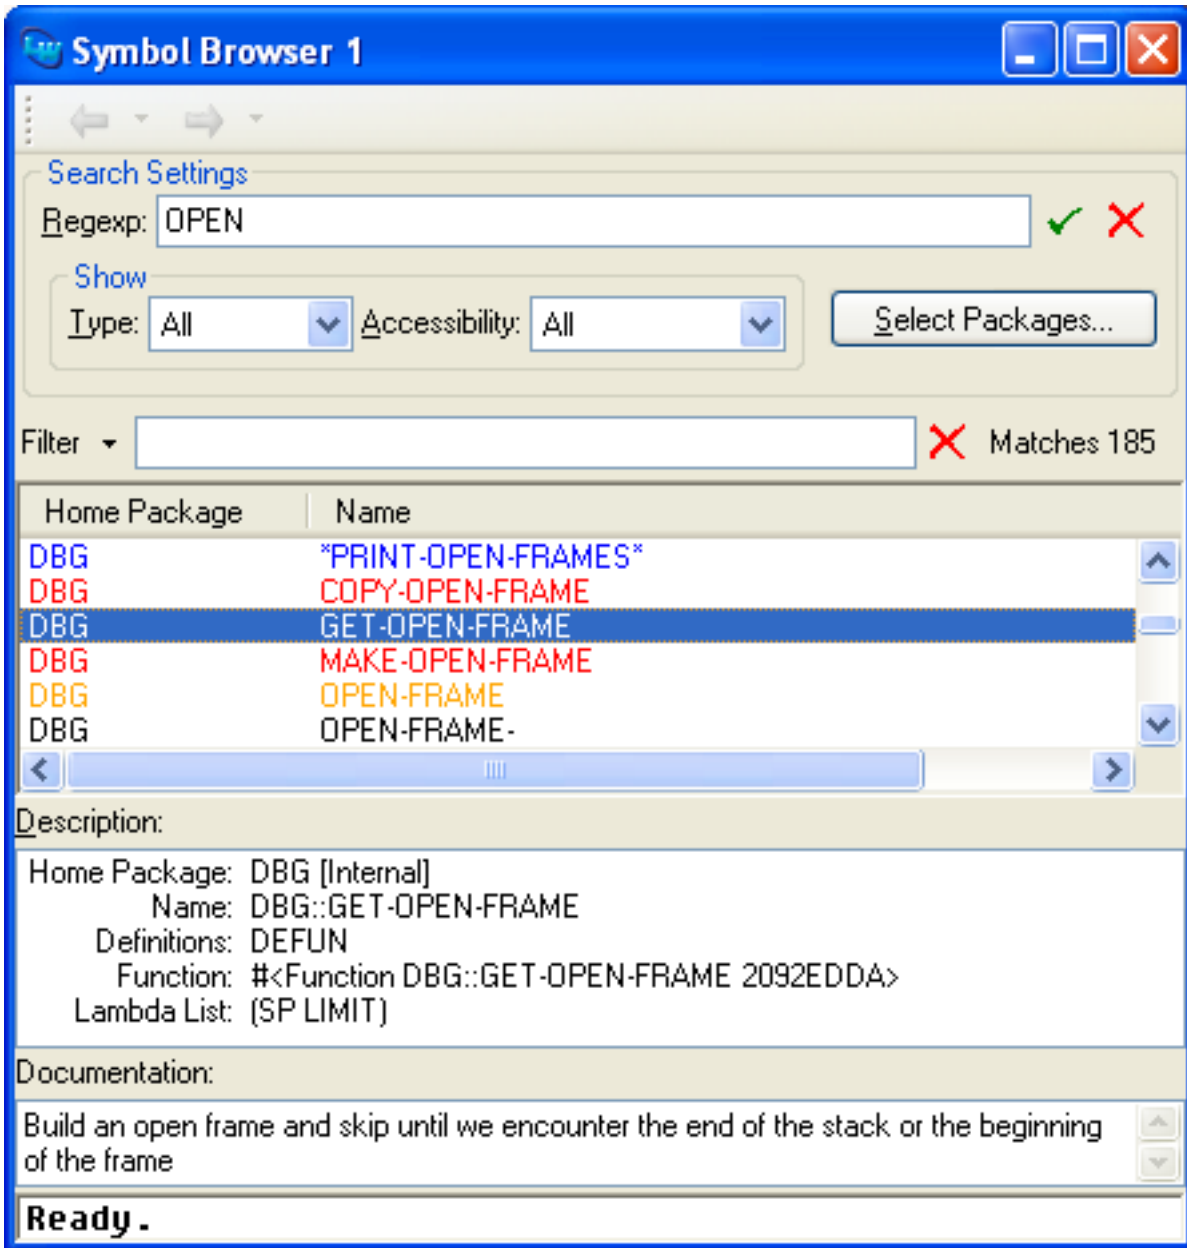 LW Symbol Browser 1
Search Settings
Regexp: OPEN
Show
Type: All Accessibility: All Select Packages...
Filter Matches 185
Home Package Name
DBG *PRINT-OPEN-FRAMES*
DBG COPY-OPEN-FRAME
DBG GET-OPEN-FRAME
DBG MAKE-OPEN-FRAME
DBG OPEN-FRAME
DBG OPEN-FRAME-
Description:
Home Package: DBG [Internal]
Name: DBG::GET-OPEN-FRAME
Definitions: DEFUN
Function: #<Function DBG::GET-OPEN-FRAME 2092EDDA>
Lambda List: (SP LIMIT)
Documentation:
Build an open frame and skip until we encounter the end of the stack or the beginning
of the frame
Ready.